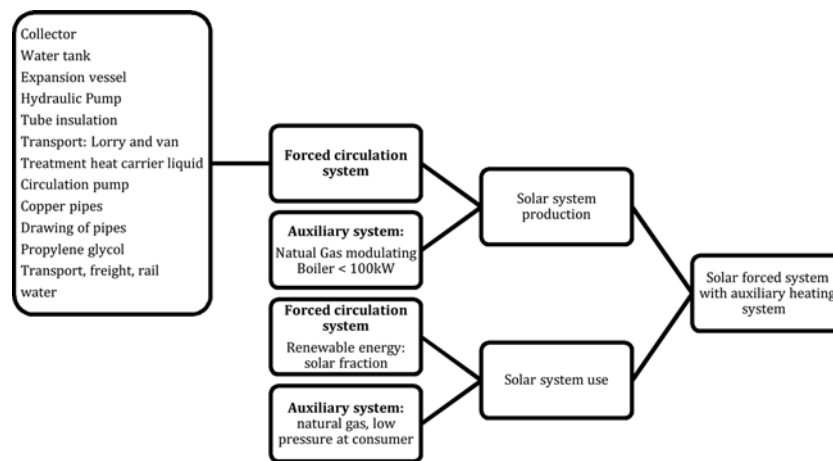 Collector
Water tank
Expansion vessel
Hydraulic Pump
Tube insulation
Transport: Lorry and van
Treatment heat carrier liquid
Circulation pump
Copper pipes
Drawing of pipes
Propylene glycol
Transport, freight, rail
water
Forced circulation
system
Auxiliary system:
Natual Gas modulating
Boiler < 100kW
Forced circulation
system
Renewable energy:
solar fraction
Auxiliary system:
natural gas, low
pressure at consumer
Solar system
production
Solar system use
Solar forced system
with auxiliary heating
system